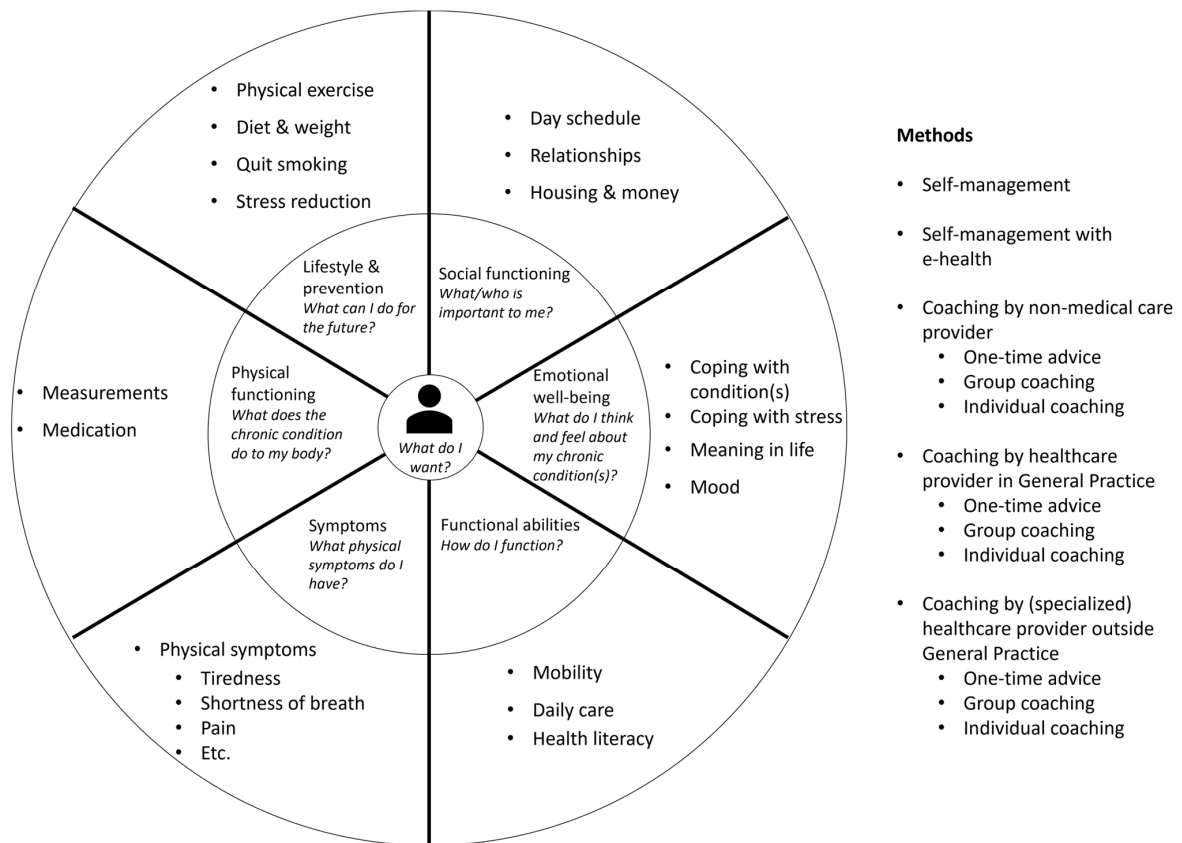 • Physical exercise
• Diet & weight
• Quit smoking
• Stress reduction
• Day schedule
• Relationships
• Housing & money
Lifestyle &
prevention
What can I do for
the future?
Social functioning
What/who is
important to me?
• Measurements
• Medication
Physical
functioning
What does the
chronic condition
do to my body?
What do I
want?
Emotional
well-being
What do I think
and feel about
my chronic
condition(s)?
• Coping with
condition(s)
• Coping with stress
• Meaning in life
• Mood
Symptoms
What physical
symptoms do I
have?
Functional abilities
How do I function?
• Physical symptoms
• Tiredness
• Shortness of breath
• Pain
• Etc.
• Mobility
• Daily care
• Health literacy
Methods
• Self-management
• Self-management with
e-health
• Coaching by non-medical care
provider
• One-time advice
• Group coaching
• Individual coaching
• Coaching by healthcare
provider in General Practice
• One-time advice
• Group coaching
• Individual coaching
• Coaching by (specialized)
healthcare provider outside
General Practice
• One-time advice
• Group coaching
• Individual coaching